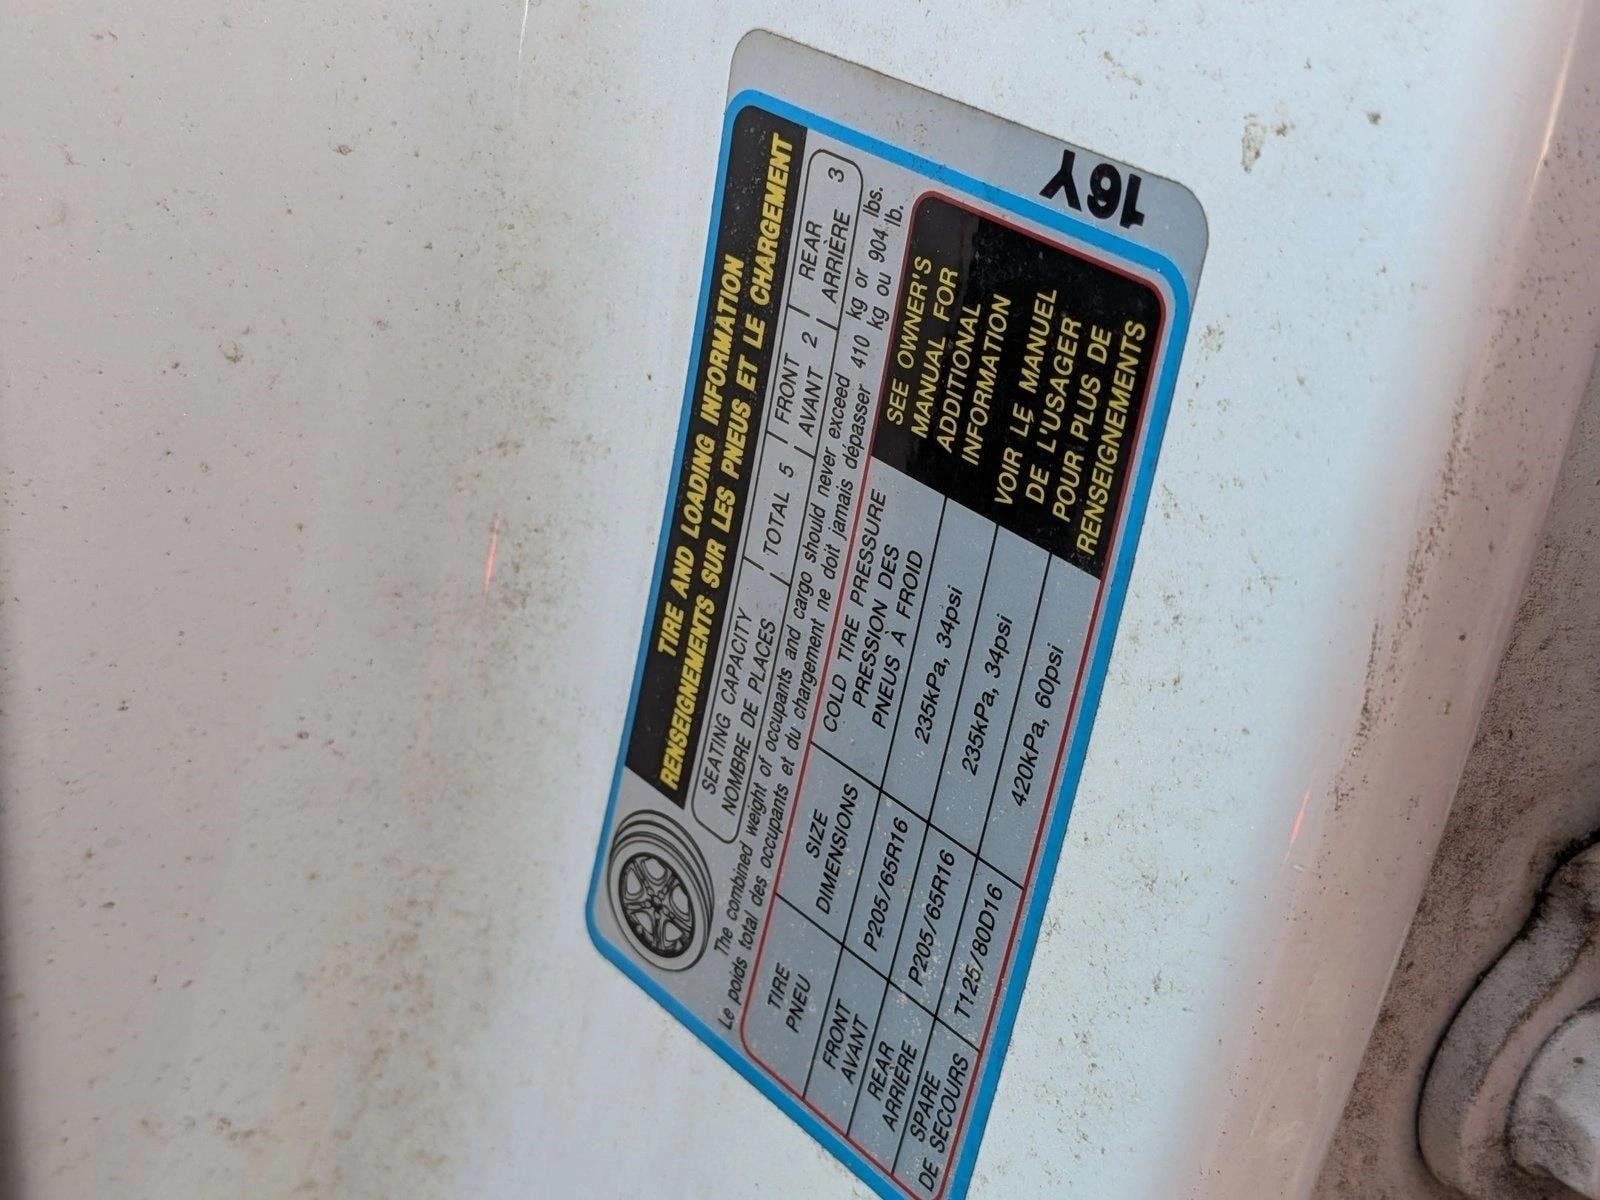 TIRE AND LOADING INFORMATION
RENSEIGNEMENTS SUR LES PNEUS ET LE CHARGEMENT
SEATING CAPACITY TOTAL 5 FRONT 2 REAR 3
NOMBRE DE PLACES AVANT ARRIÈRE
The combined weight of occupants and cargo should never exceed 410 kg or 904 lbs.
Le poids total des occupants et du chargement ne doit jamais dépasser 410 kg ou 904 lb.
TIRE SIZE COLD TIRE PRESSURE
PNEU DIMENSIONS PRESSION DES
PNEUS À FROID
FRONT P205/65R16 235kPa, 34psi
AVANT
REAR P205/65R16 235kPa, 34psi
ARRIÈRE
SPARE T125/80D16 420kPa, 60psi
DE SECOURS
SEE OWNER'S
MANUAL FOR
ADDITIONAL
INFORMATION
VOIR LE MANUEL
DE L'USAGER
POUR PLUS DE
RENSEIGNEMENTS
16Y